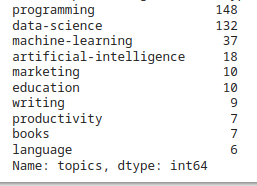 programming 148
data-science 132
machine-learning 37
artificial-intelligence 18
marketing 10
education 10
writing 9
productivity 7
books 7
language 6
Name: topics, dtype: int64